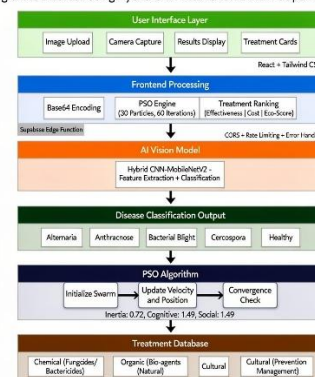 User Interface Layer
Image Upload
Camera Capture
Results Display
Treatment Cards
React + Tailwind CS
Frontend Processing
Base64 Encoding
PSO Engine
(30 Particles, 60 Iterations)
Treatment Ranking
[Effectiveness | Cost | Eco-Score]
Supabase Edge Function
CORS + Rate Limiting + Error Hand
AI Vision Model
Hybrid CNN-MobileNetV2 -
Feature Extraction + Classification
Disease Classification Output
Alternaria
Anthracnose
Bacterial Blight
Cercospora
Healthy
PSO Algorithm
Initialize Swarm
Update Velocity
and Position
Convergence
Check
Inertia: 0.72, Cognitive: 1.49, Social: 1.49
Treatment Database
Chemical (Fungcides/
Bactericides)
Organic (Bio-agents
(Natural)
Cultural
Cultural (Prevention
Management)